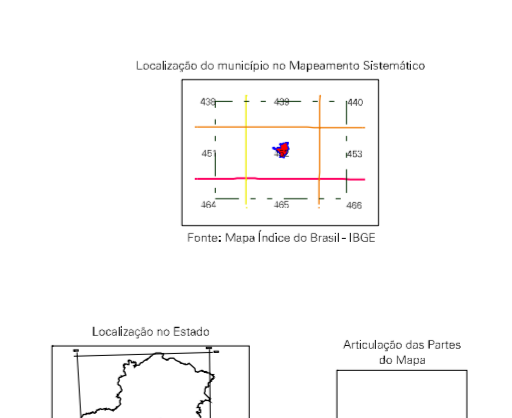 Localização do município no Mapeamento Sistemático
438 439 440
451 453
464 465 466
Fonte: Mapa Índice do Brasil - IBGE
Localização no Estado
Articulação das Partes
do Mapa